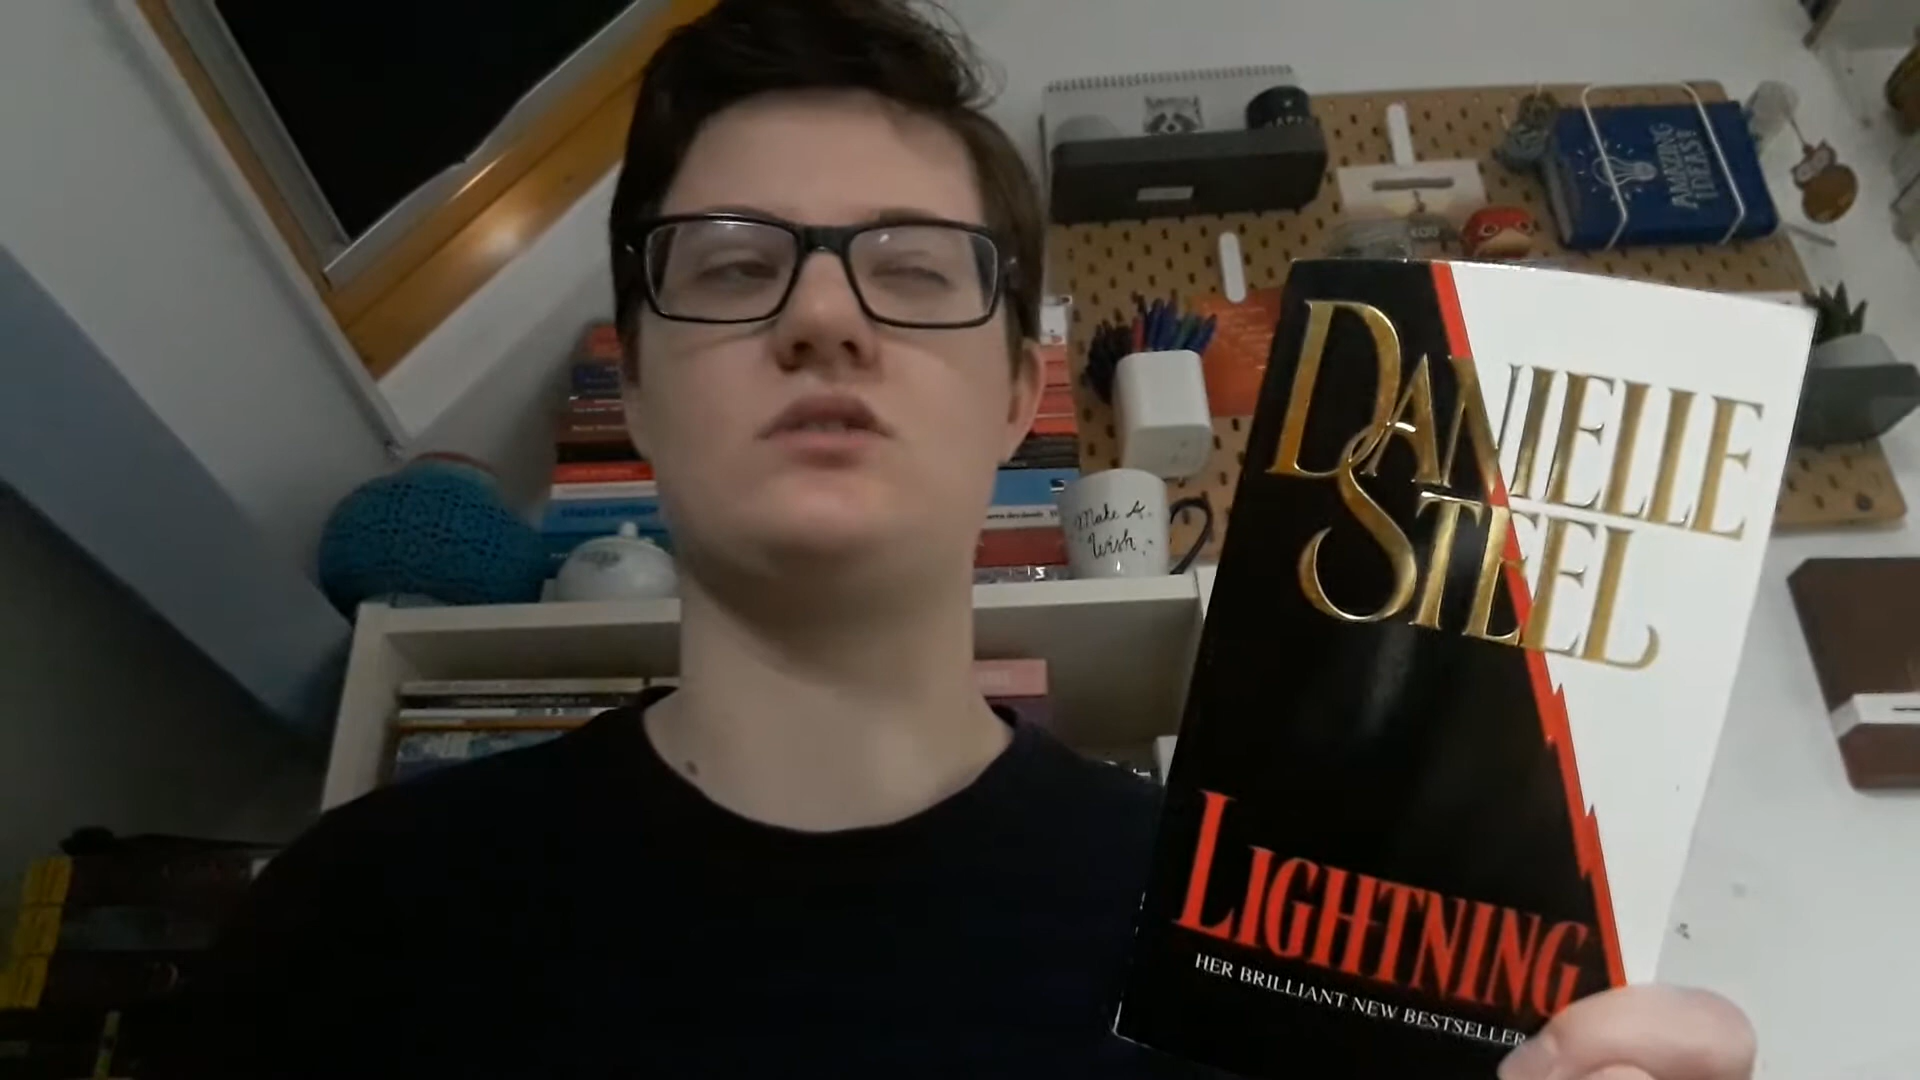 AMAZING
IDEAS!
Make A
Wish
DANIELLE
STEEL
LIGHTNING
HER BRILLIANT NEW BESTSELLER